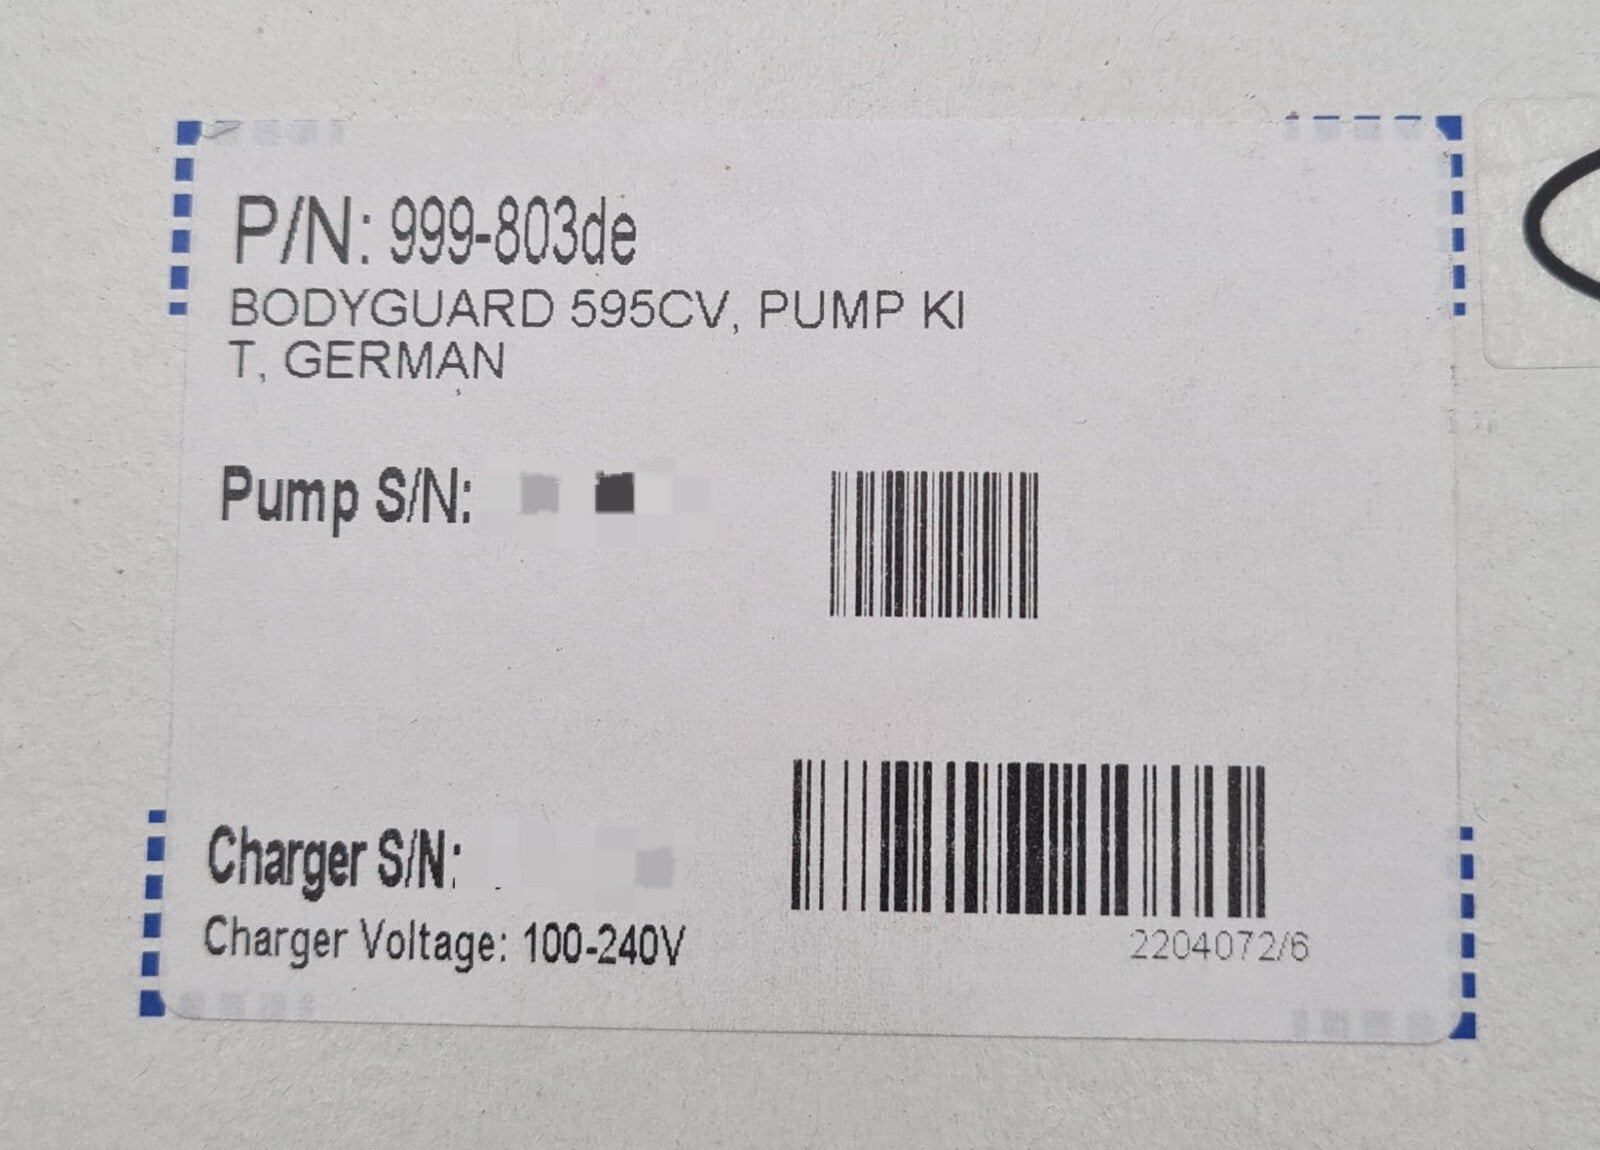 P/N: 999-803de
BODYGUARD 595CV, PUMP KI
T, GERMAN
Pump S/N:
Charger S/N:
Charger Voltage: 100-240V
2204072/6